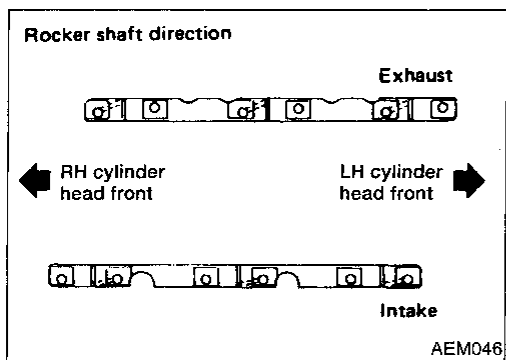 Rocker shaft direction
Exhaust
RH cylinder
head front
LH cylinder
head front
Intake
AEM046